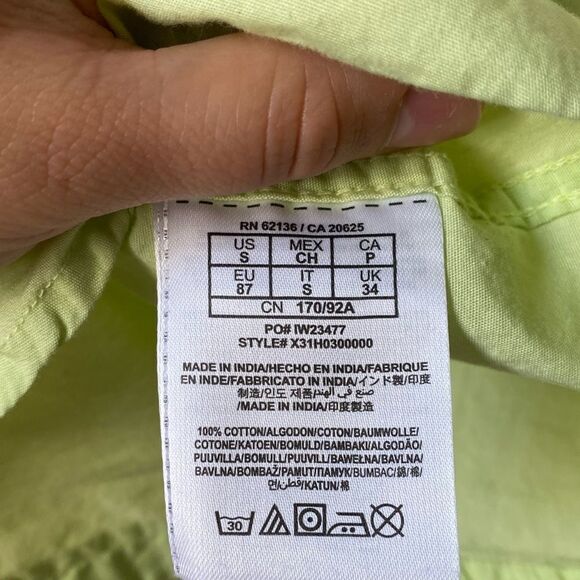 RN 62136 / CA 20625
US MEX CA
S CH P
EU IT UK
87 S 34
CN 170/92A
PO# IW23477
STYLE# X31H0300000
MADE IN INDIA/HECHO EN INDIA/FABRIQUE
EN INDE/FABBRICATO IN INDIA/インド製/印度
制造/인도 제품/صنع في الهند
/MADE IN INDIA/印度製造
100% COTTON/ALGODON/COTON/BAUMWOLLE/
COTONE/KATOEN/BOMULD/BAMBAKI/ALGODÃO/
PUUVILLA/BOMULL/PUUVILL/BAWEŁNA/BAVLNA/
BAVLNA/BOMBAŽ/PAMUT/ПАМУК/BUMBAC/綿/棉/
면/قطن/KATUN/棉
30